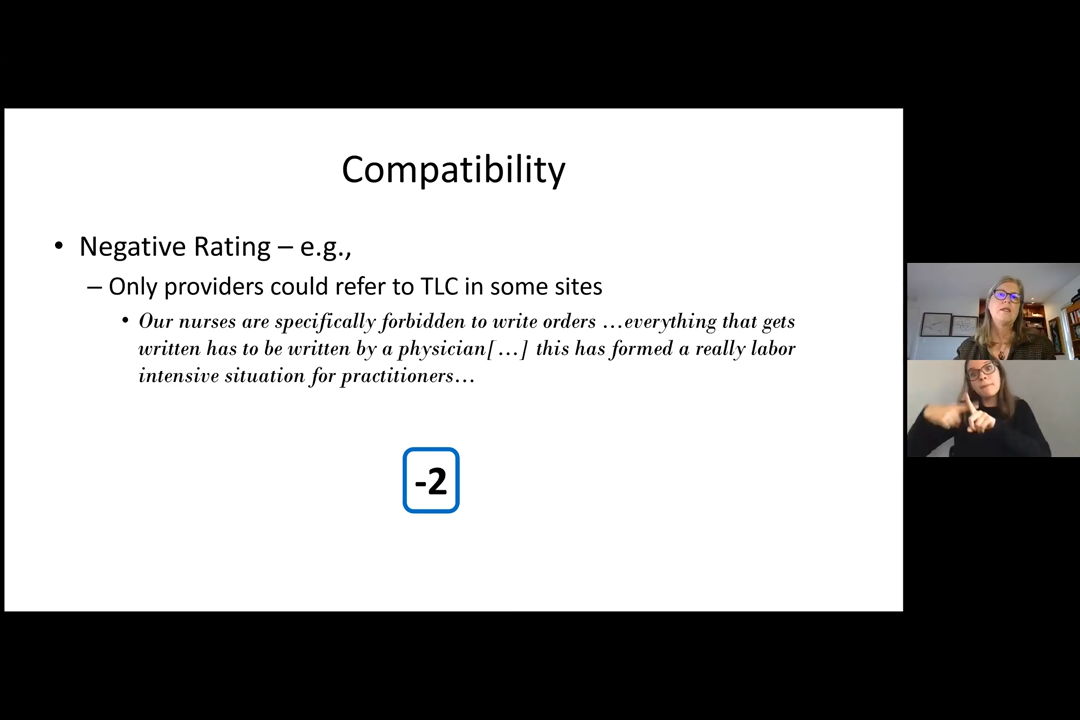 Compatibility
• Negative Rating – e.g.,
– Only providers could refer to TLC in some sites
• Our nurses are specifically forbidden to write orders …everything that gets
written has to be written by a physician[…] this has formed a really labor
intensive situation for practitioners…
-2